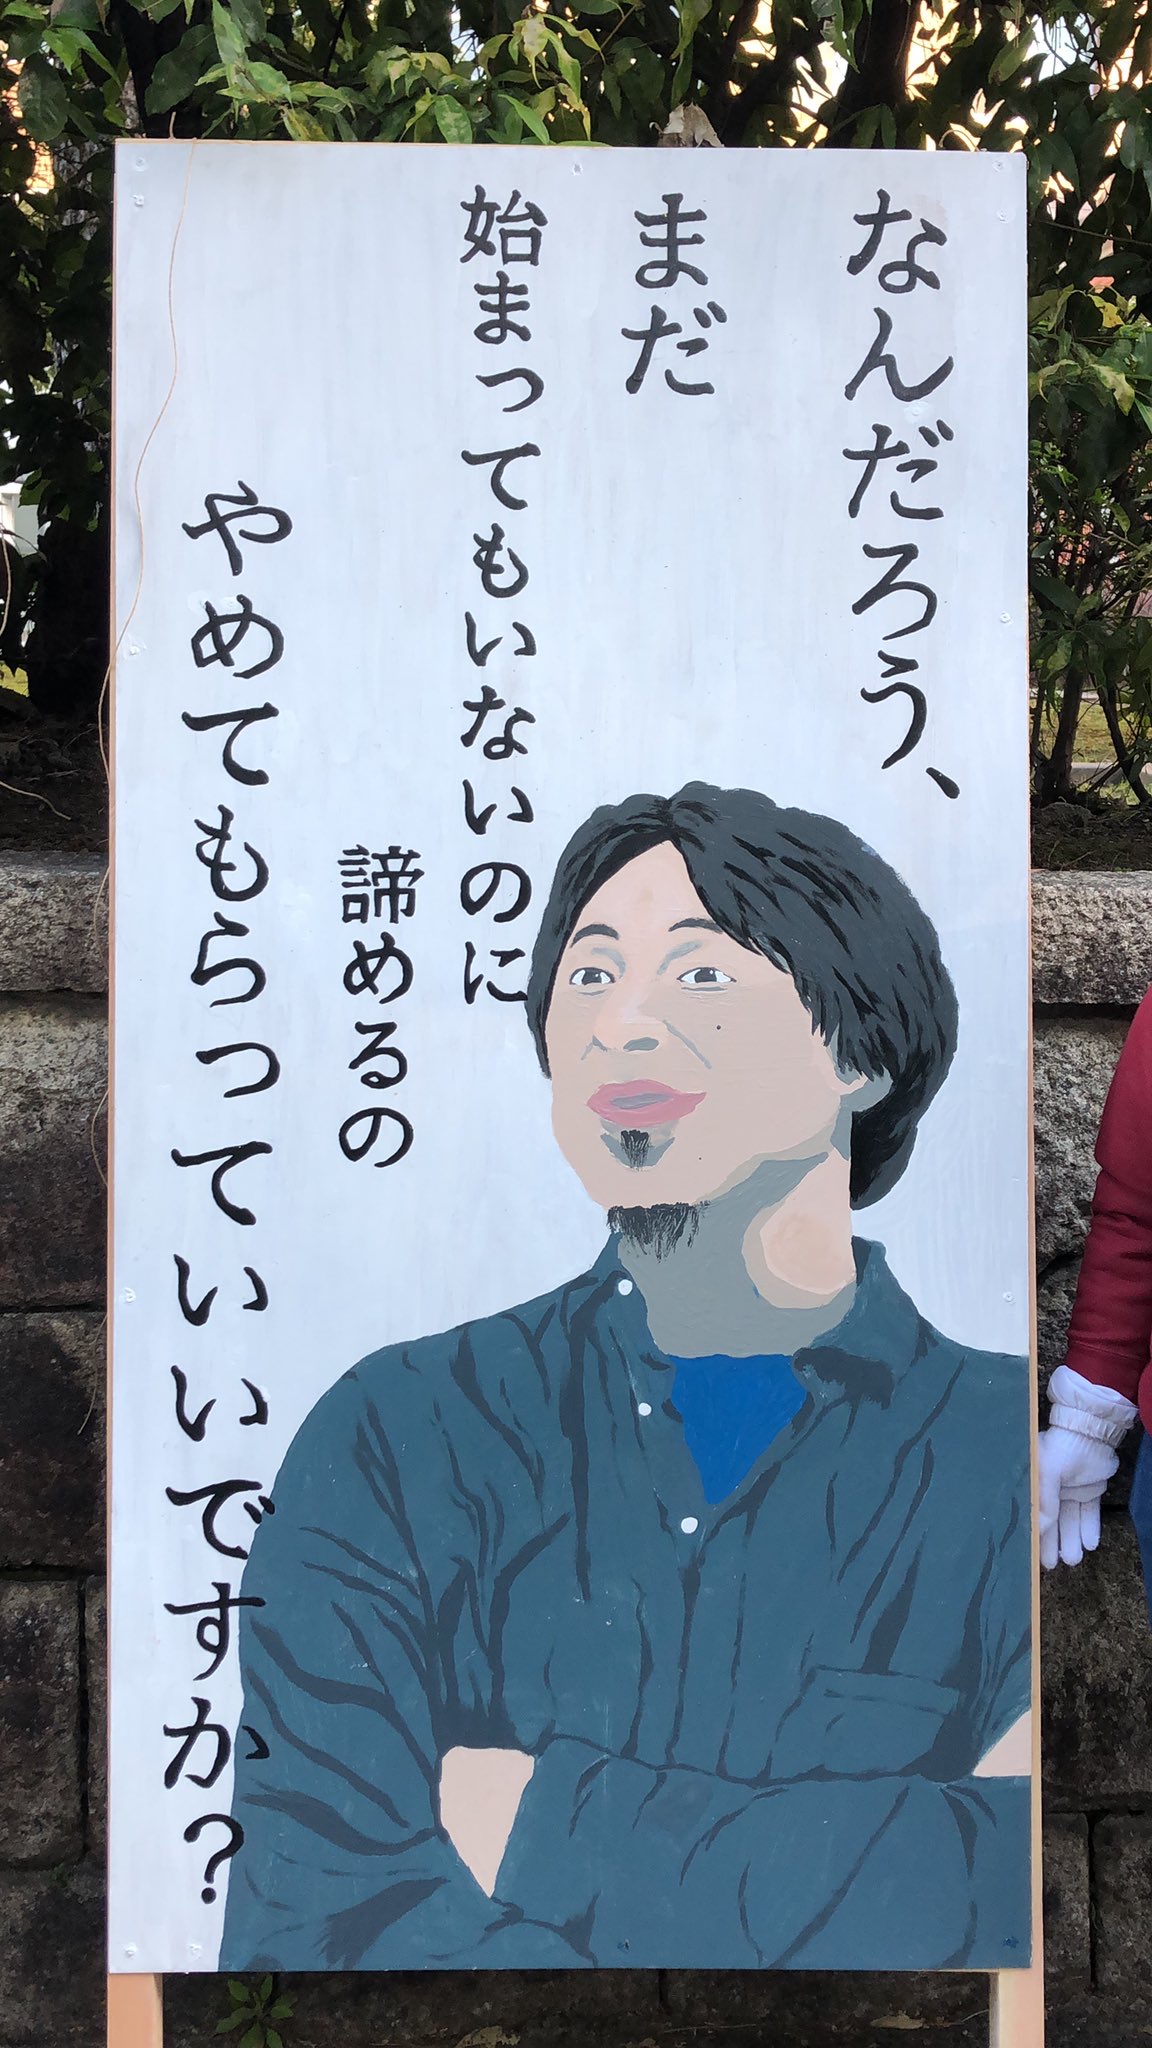 なんだろう、
まだ
始まってもいないのに
諦めるの
やめてもらっていいですか?